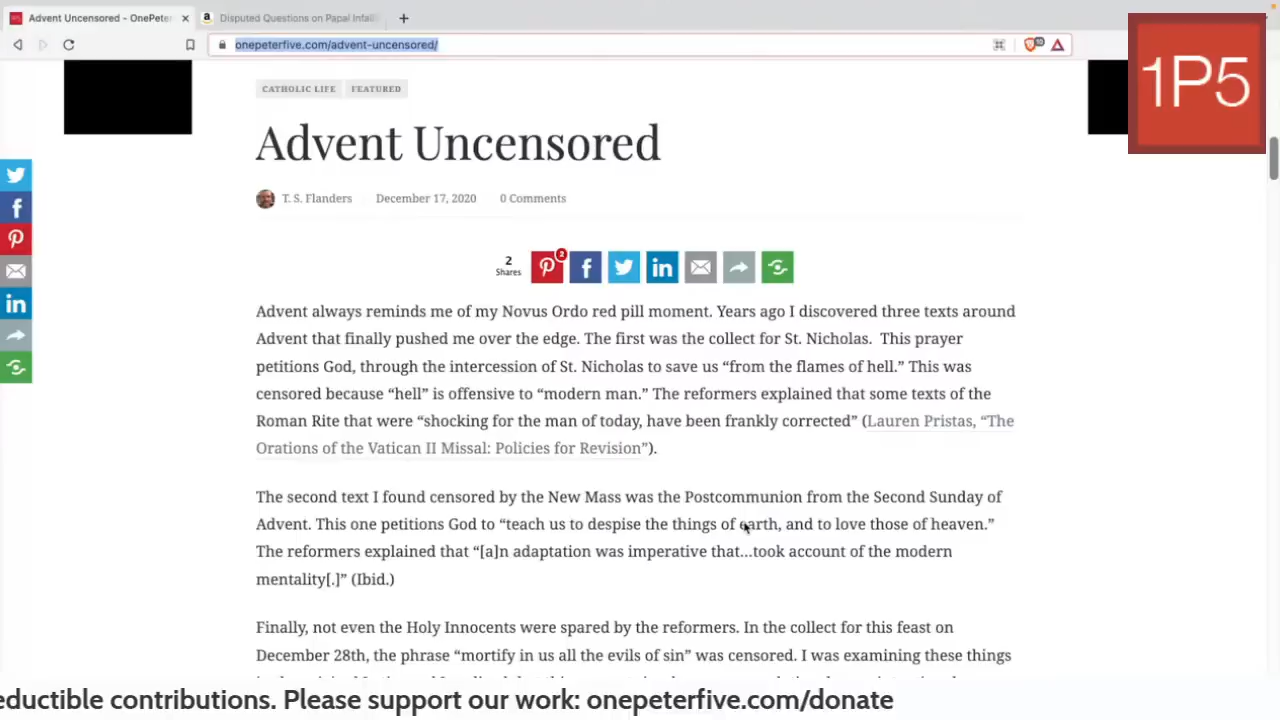 Advent Uncensored - OnePeter
Disputed Questions on Papal Infall
onepeterfive.com/advent-uncensored/
10
1P5
CATHOLIC LIFE FEATURED
Advent Uncensored
T. S. Flanders December 17, 2020 0 Comments
2
Shares
2
Advent always reminds me of my Novus Ordo red pill moment. Years ago I discovered three texts around
Advent that finally pushed me over the edge. The first was the collect for St. Nicholas. This prayer
petitions God, through the intercession of St. Nicholas to save us “from the flames of hell.” This was
censored because “hell” is offensive to “modern man.” The reformers explained that some texts of the
Roman Rite that were “shocking for the man of today, have been frankly corrected” (Lauren Pristas, “The
Orations of the Vatican II Missal: Policies for Revision”).
The second text I found censored by the New Mass was the Postcommunion from the Second Sunday of
Advent. This one petitions God to “teach us to despise the things of earth, and to love those of heaven.”
The reformers explained that “[a]n adaptation was imperative that…took account of the modern
mentality[.]” (Ibid.)
Finally, not even the Holy Innocents were spared by the reformers. In the collect for this feast on
December 28th, the phrase “mortify in us all the evils of sin” was censored. I was examining these things
eductible contributions. Please support our work: onepeterfive.com/donate